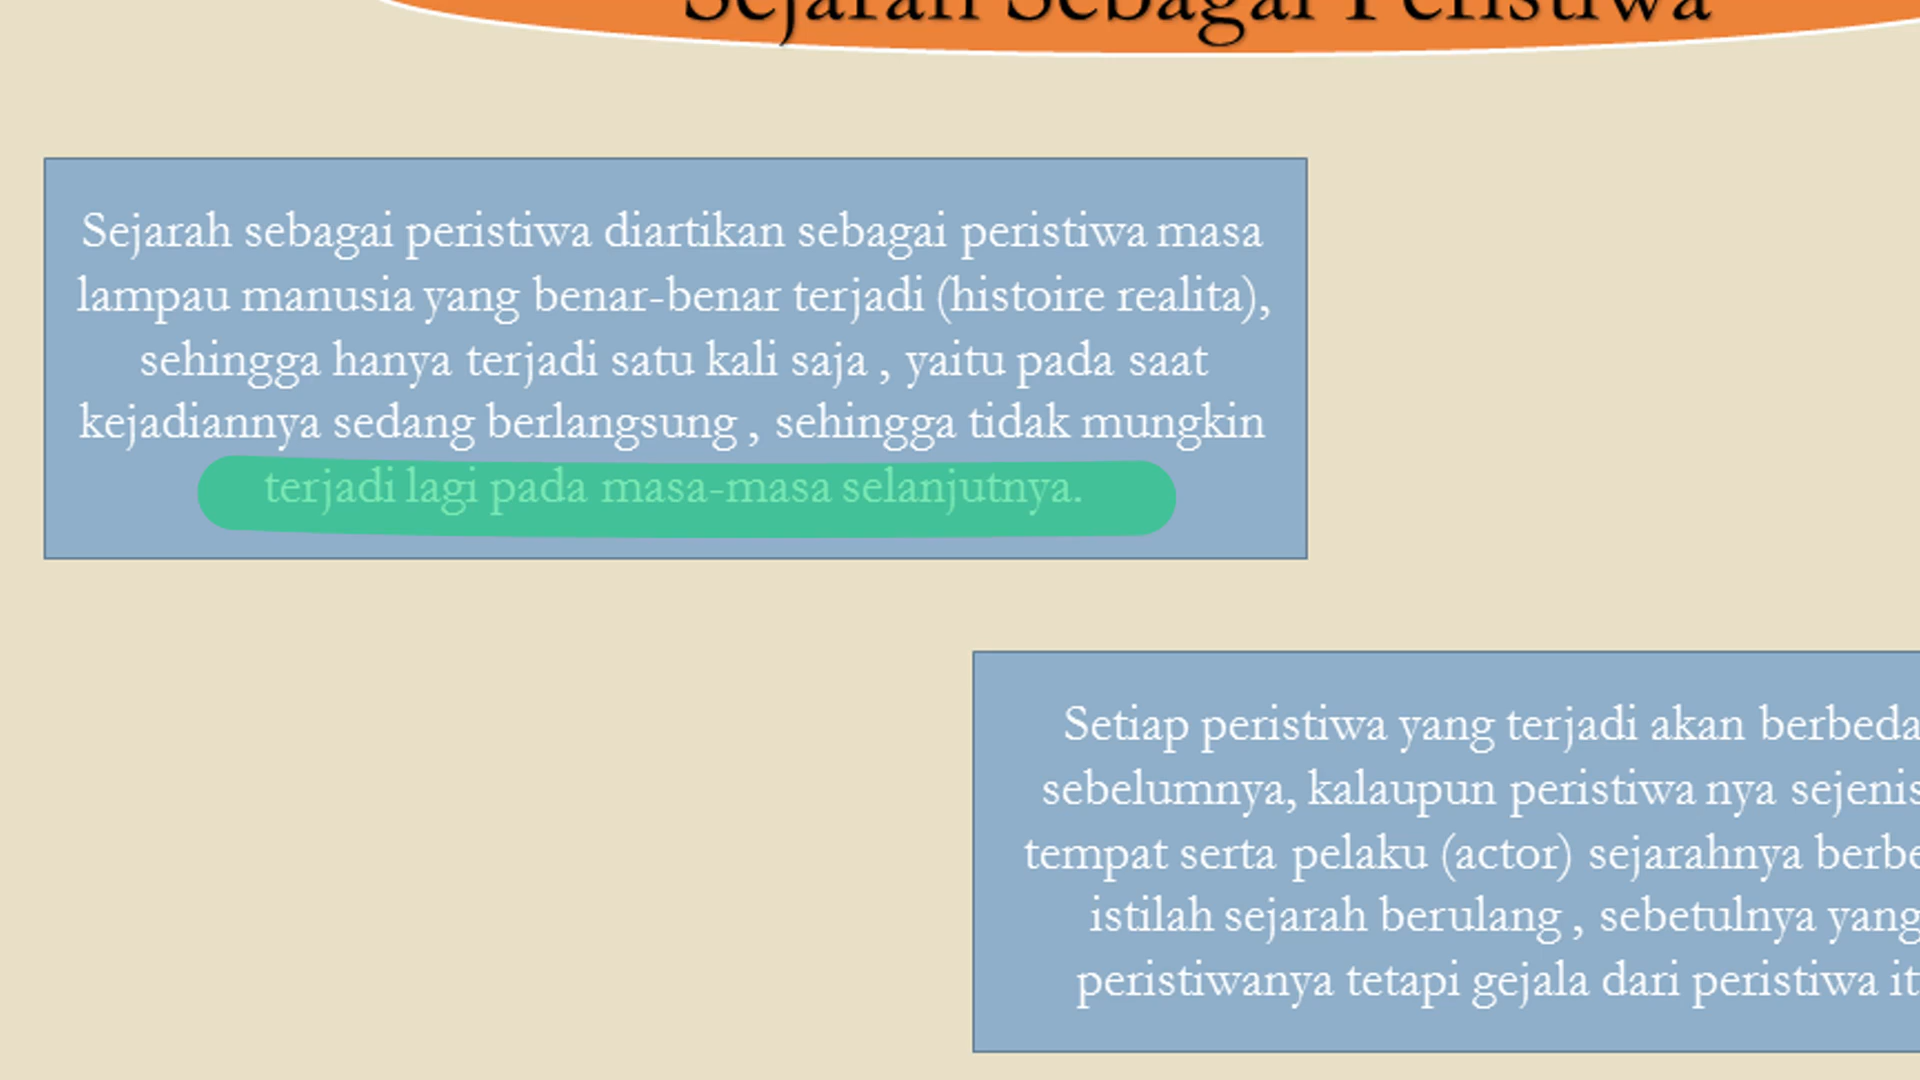 Sejarah Sebagai Peristiwa
Sejarah sebagai peristiwa diartikan sebagai peristiwa masa
lampau manusia yang benar-benar terjadi (histoire realita),
sehingga hanya terjadi satu kali saja , yaitu pada saat
kejadiannya sedang berlangsung , sehingga tidak mungkin
terjadi lagi pada masa-masa selanjutnya.
Setiap peristiwa yang terjadi akan berbeda
sebelumnya, kalaupun peristiwa nya sejenis
tempat serta pelaku (actor) sejarahnya
istilah sejarah berulang , sebetulnya yang
peristiwanya tetapi gejala dari peristiwa